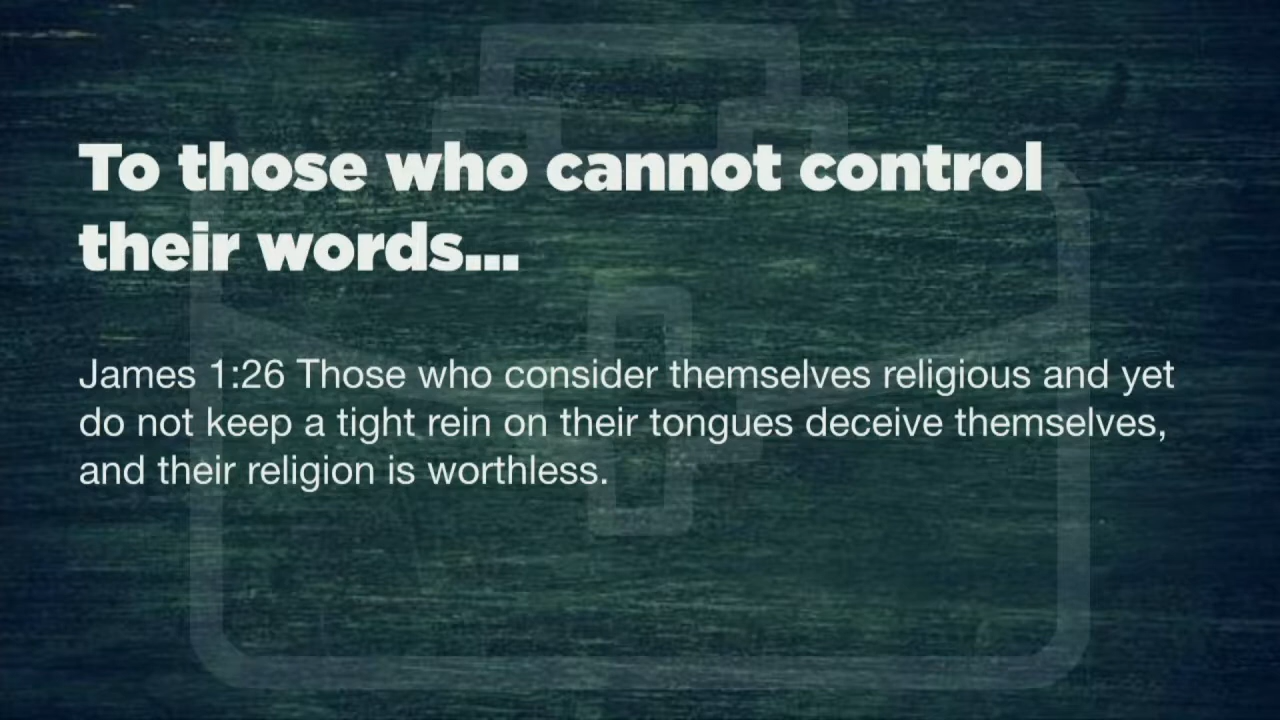 To those who cannot control
their words...
James 1:26 Those who consider themselves religious and yet
do not keep a tight rein on their tongues deceive themselves,
and their religion is worthless.